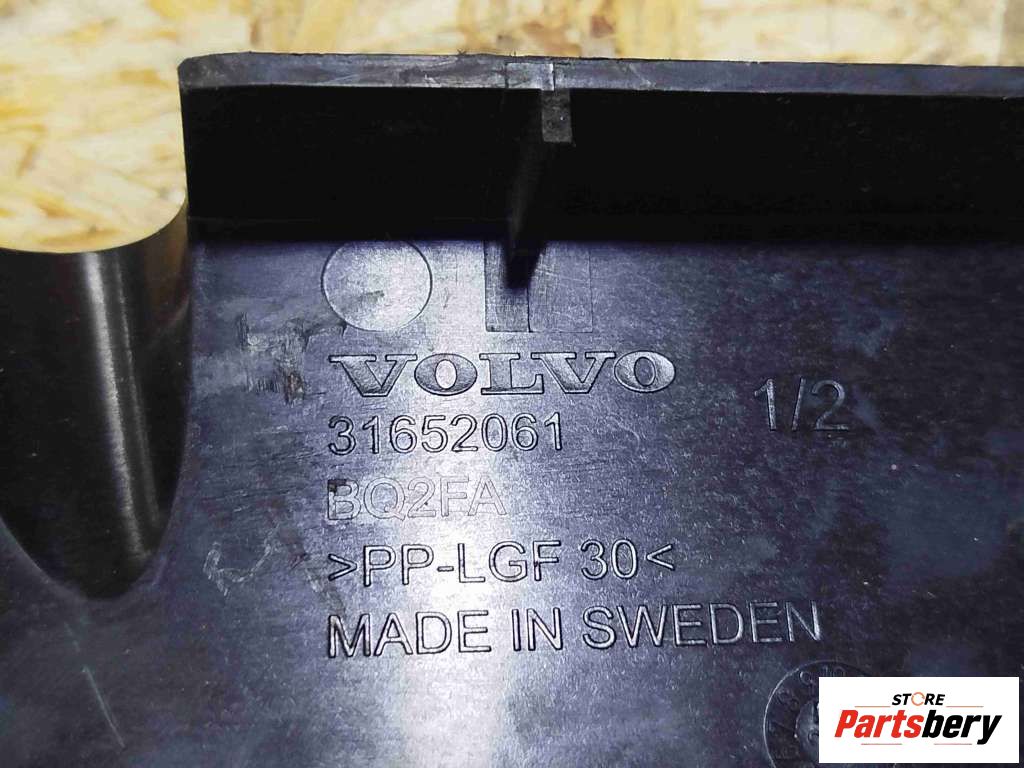 VOLVO
31652061
1/2
BQ2FA
>PP-LGF 30<
MADE IN SWEDEN
STORE
Partsbery